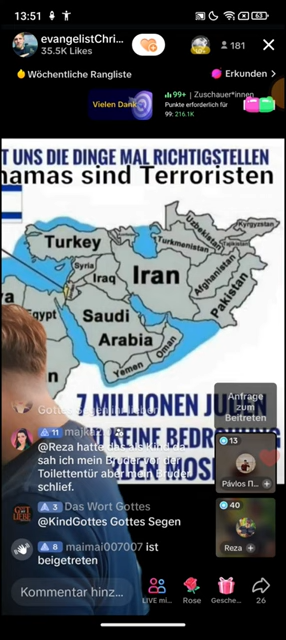 13:51
63
evangelistChri...
35.5K Likes
181
Wöchentliche Rangliste
Erkunden >
Vielen Dank
99+ | Zuschauer*innen
Punkte erforderlich für
99: 216.1K
T UNS DIE DINGE MAL RICHTIGSTELLEN
hamas sind Terroristen
Uzbekistan
Kyrgyzstan
Turkey
Turkmenistan
Tajikistan
Syria
Iran
Afghanistan
Iraq
Pakistan
Egypt
Saudi
Arabia
Oman
Yemen
7 MILLIONEN
KEINE
Anfrage
zum
Beitreten
11 majka
@Reza hatte
sah ich mein Bruder vor der
Toilettentür aber mein Bruder
schlief.
13
Pávlos Π...
3 Das Wort Gottes
@KindGottes Gottes Segen
40
Reza
8 maimai007007 ist
beigetreten
Kommentar hinz...
LIVE mi...
Rose
Gesche...
26